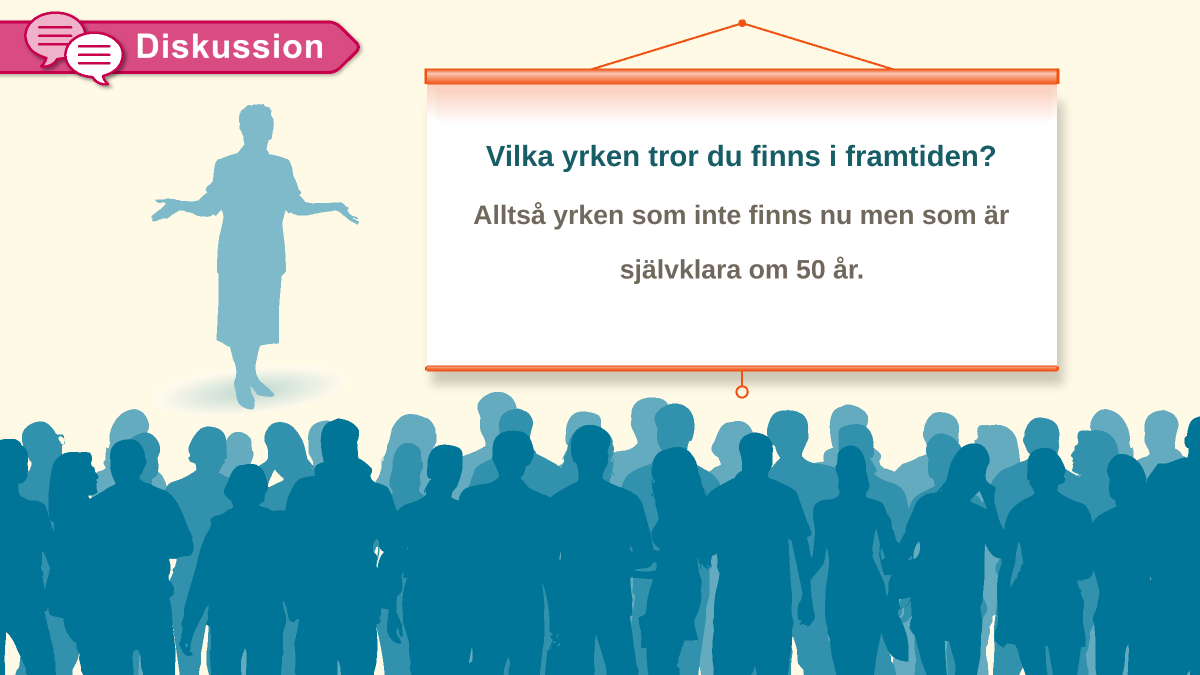 Diskussion
Vilka yrken tror du finns i framtiden?
Alltså yrken som inte finns nu men som är
självklara om 50 år.